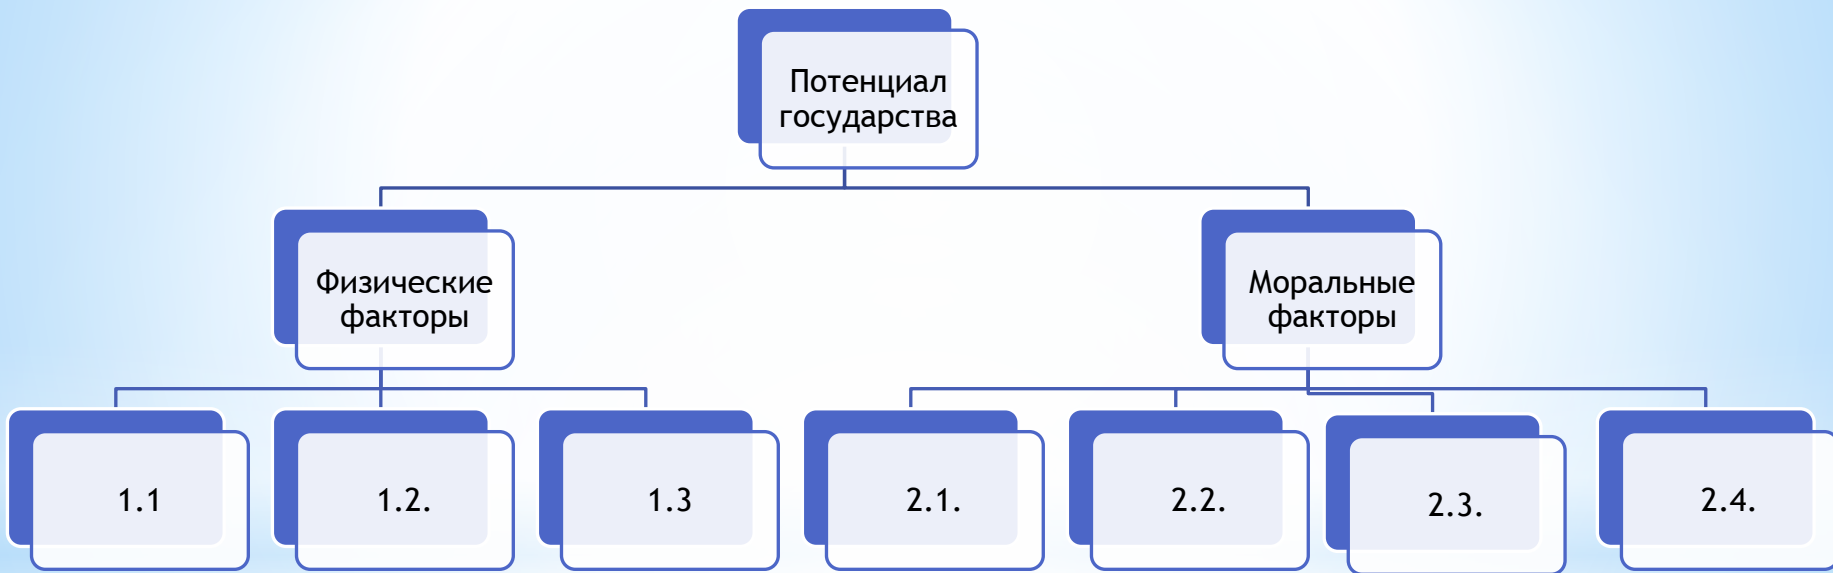 Потенциал
государства
Физические
факторы
Моральные
факторы
1.1
1.2.
1.3
2.1.
2.2.
2.3.
2.4.